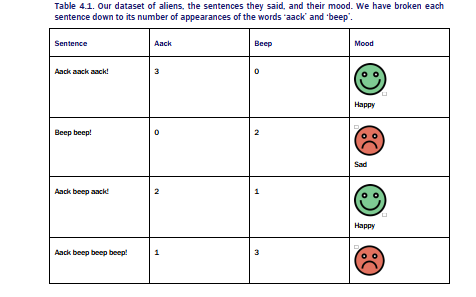 Table 4.1. Our dataset of aliens, the sentences they said, and their mood. We have broken each
sentence down to its number of appearances of the words ‘aack’ and ‘beep’.
Sentence Aack Beep Mood
Aack aack aack! 3 0
Happy
Beep beep! 0 2
Sad
Aack beep aack! 2 1
Happy
Aack beep beep beep! 1 3